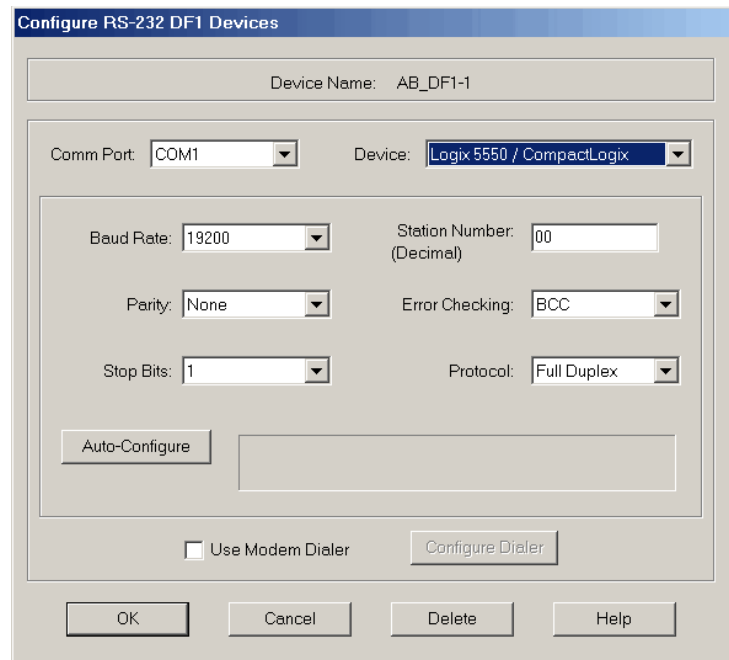 Configure RS-232 DF1 Devices
Device Name: AB_DF1-1
Comm Port: COM1 Device: Logix 5550 / CompactLogix
Baud Rate: 19200 Station Number: 00
(Decimal)
Parity: None Error Checking: BCC
Stop Bits: 1 Protocol: Full Duplex
Auto-Configure
Use Modem Dialer Configure Dialer
OK Cancel Delete Help